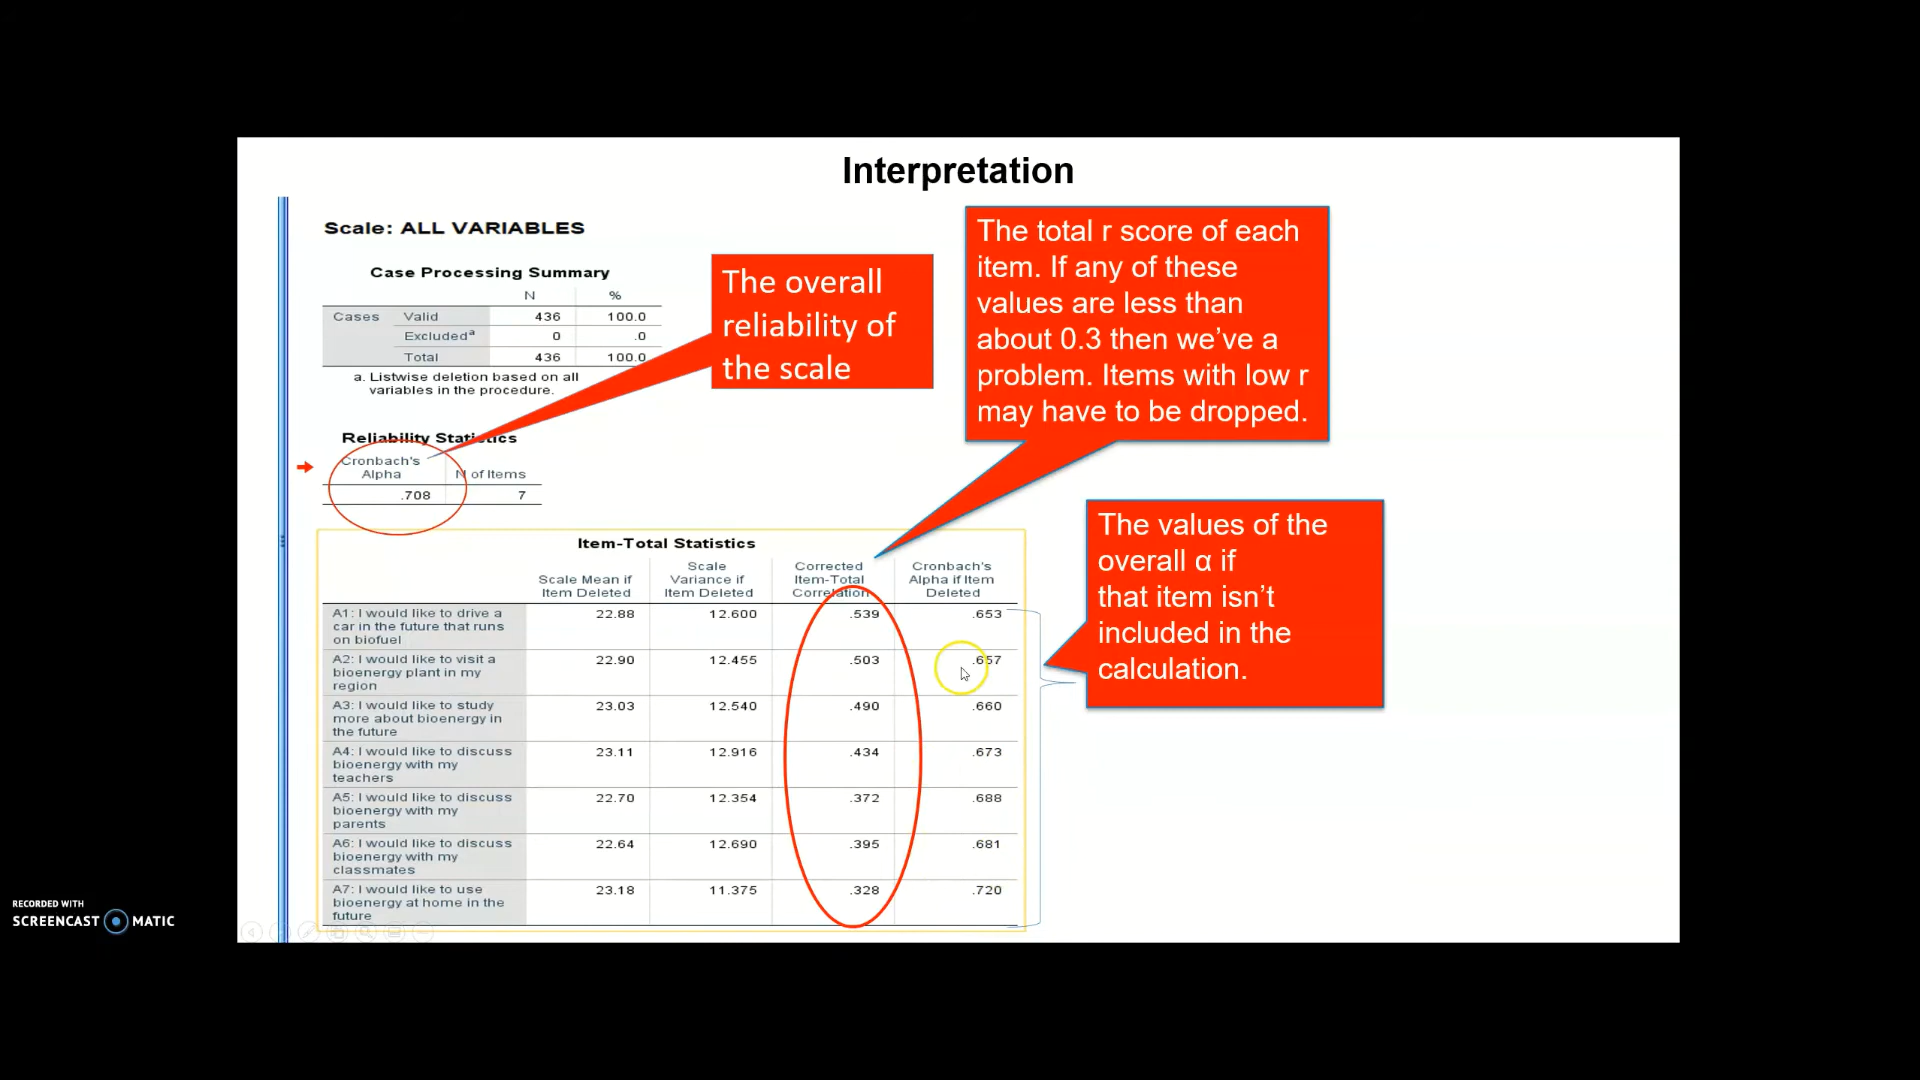 Interpretation
Scale: ALL VARIABLES
Case Processing Summary
N %
Cases Valid 436 100.0
Excludedª 0 .0
Total 436 100.0
a. Listwise deletion based on all
variables in the procedure.
Reliability Statistics
Cronbach's
Alpha N of Items
.708 7
The overall
reliability of
the scale
The total r score of each
item. If any of these
values are less than
about 0.3 then we’ve a
problem. Items with low r
may have to be dropped.
Item-Total Statistics
Scale Mean if
Item Deleted
Scale
Variance if
Item Deleted
Corrected
Item-Total
Correlation
Cronbach's
Alpha if Item
Deleted
A1: I would like to drive a
car in the future that runs
on biofuel
22.88 12.600 .539 .653
A2: I would like to visit a
bioenergy plant in my
region
22.90 12.455 .503 .657
A3: I would like to study
more about bioenergy in
the future
23.03 12.540 .490 .660
A4: I would like to discuss
bioenergy with my
teachers
23.11 12.916 .434 .673
A5: I would like to discuss
bioenergy with my
parents
22.70 12.354 .372 .688
A6: I would like to discuss
bioenergy with my
classmates
22.64 12.690 .395 .681
A7: I would like to use
bioenergy at home in the
future
23.18 11.375 .328 .720
The values of the
overall α if
that item isn’t
included in the
calculation.
RECORDED WITH
SCREENCAST MATIC